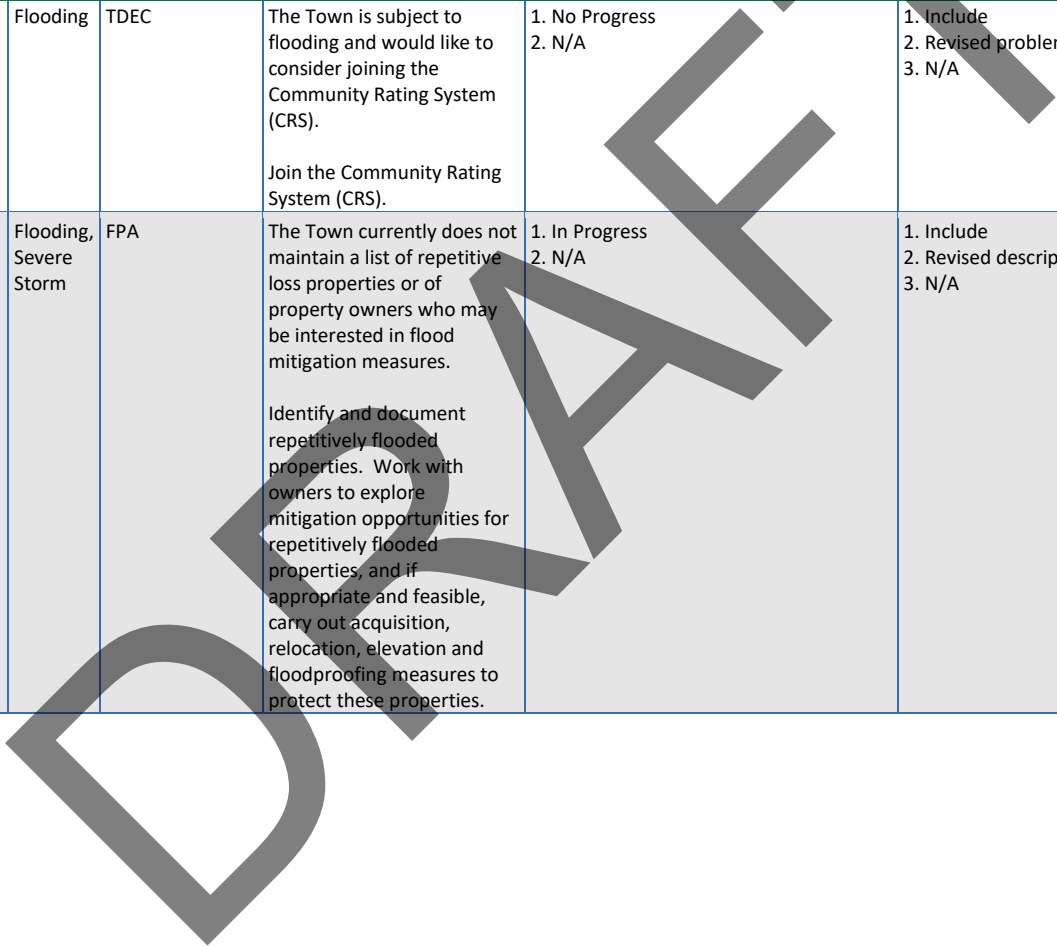 Flooding
TDEC
The Town is subject to
flooding and would like to
consider joining the
Community Rating System
(CRS).
Join the Community Rating
System (CRS).
1. No Progress
2. N/A
1. Include
2. Revised
3. N/A
Flooding,
Severe
Storm
FPA
The Town currently does not
maintain a list of repetitive
loss properties or of
property owners who may
be interested in flood
mitigation measures.
Identify and document
repetitively flooded
properties. Work with
owners to explore
mitigation opportunities for
repetitively flooded
properties, and if
appropriate and feasible,
carry out acquisition,
relocation, elevation and
floodproofing measures to
protect these properties.
1. In Progress
2. N/A
1. Include
2. Revised
3. N/A
DRAFT